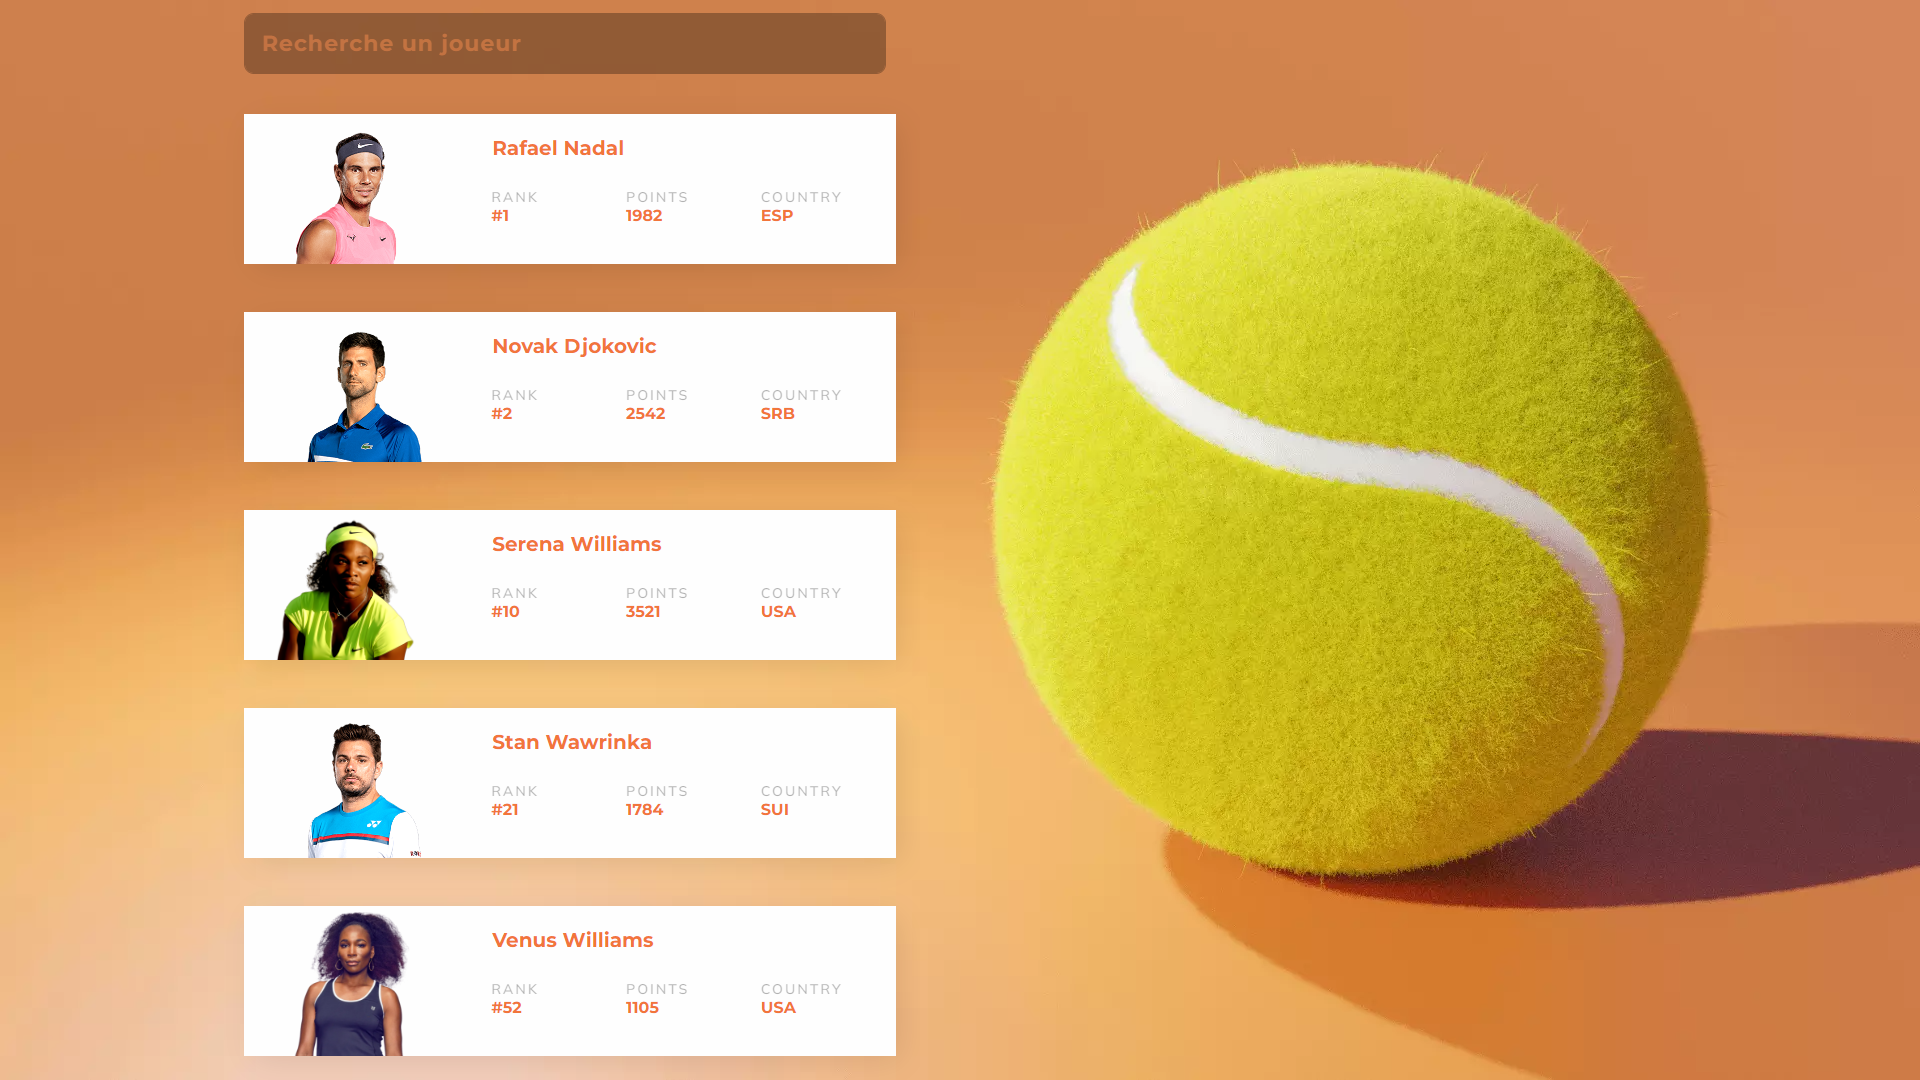 Recherche un joueur
Rafael Nadal
RANK POINTS COUNTRY
#1 1982 ESP
Novak Djokovic
RANK POINTS COUNTRY
#2 2542 SRB
Serena Williams
RANK POINTS COUNTRY
#10 3521 USA
Stan Wawrinka
RANK POINTS COUNTRY
#21 1784 SUI
Venus Williams
RANK POINTS COUNTRY
#52 1105 USA